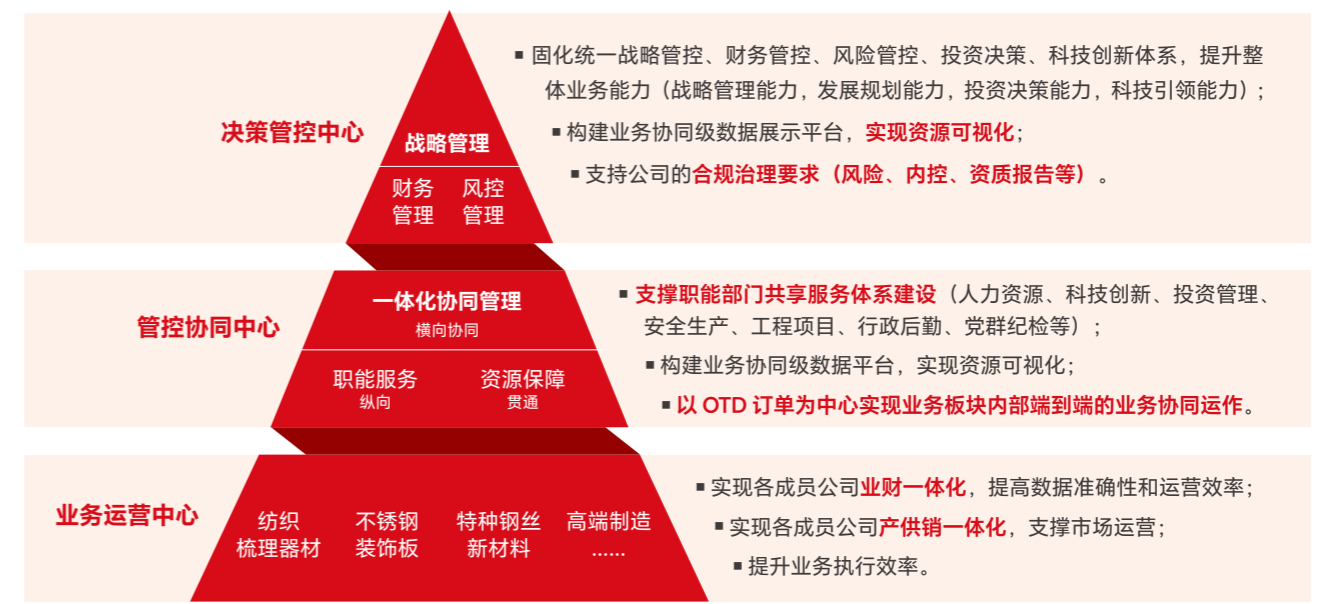 决策管控中心
战略管理
财务 风控
管理 管理
▪ 固化统一战略管控、财务管控、风险管控、投资决策、科技创新体系，提升整
体业务能力（战略管理能力，发展规划能力，投资决策能力，科技引领能力）；
▪ 构建业务协同级数据展示平台，实现资源可视化；
▪ 支持公司的合规治理要求（风险、内控、资质报告等）。
管控协同中心
一体化协同管理
横向协同
职能服务 资源保障
纵向 贯通
▪ 支撑职能部门共享服务体系建设（人力资源、科技创新、投资管理、
安全生产、工程项目、行政后勤、党群纪检等）；
▪ 构建业务协同级数据平台，实现资源可视化；
▪ 以 OTD 订单为中心实现业务板块内部端到端的业务协同运作。
业务运营中心
纺织 不锈钢 特种钢丝 高端制造
梳理器材 装饰板 新材料 ......
▪ 实现各成员公司业财一体化，提高数据准确性和运营效率；
▪ 实现各成员公司产供销一体化，支撑市场运营；
▪ 提升业务执行效率。